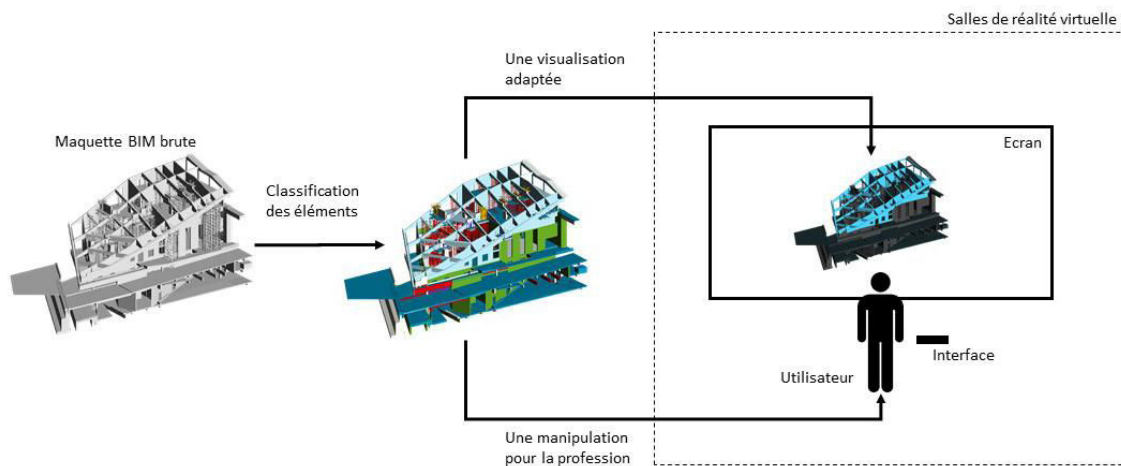 Salles de réalité virtuelle
Une visualisation
adaptée
Maquette BIM brute
Ecran
Classification
des éléments
Interface
Utilisateur
Une manipulation
pour la profession